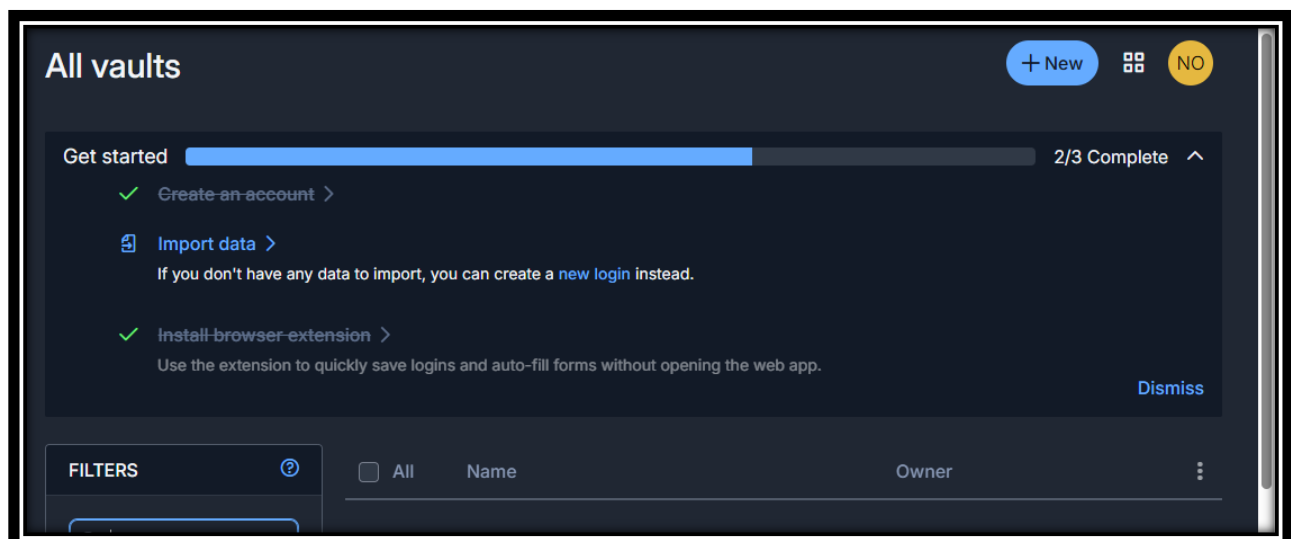 All vaults
+ New
NO
Get started
2/3 Complete
Create an account
Import data
If you don't have any data to import, you can create a new login instead.
Install browser extension
Use the extension to quickly save logins and auto-fill forms without opening the web app.
Dismiss
FILTERS
All Name Owner